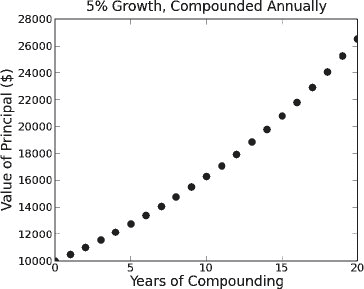 5% Growth, Compounded Annually
Value of Principal ($)
28000
26000
24000
22000
20000
18000
16000
14000
12000
10000
0 5 10 15 20
Years of Compounding